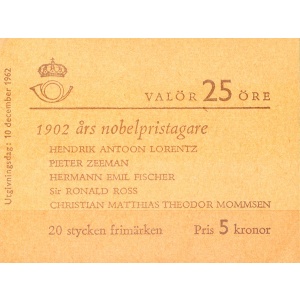 Utgivningsdag: 10 december 1962
VALÖR 25 ÖRE
1902 års nobelpristagare
HENDRIK ANTOON LORENTZ
PIETER ZEEMAN
HERMANN EMIL FISCHER
Sir RONALD ROSS
CHRISTIAN MATTHIAS THEODOR MOMMSEN
20 stycken frimärken Pris 5 kronor